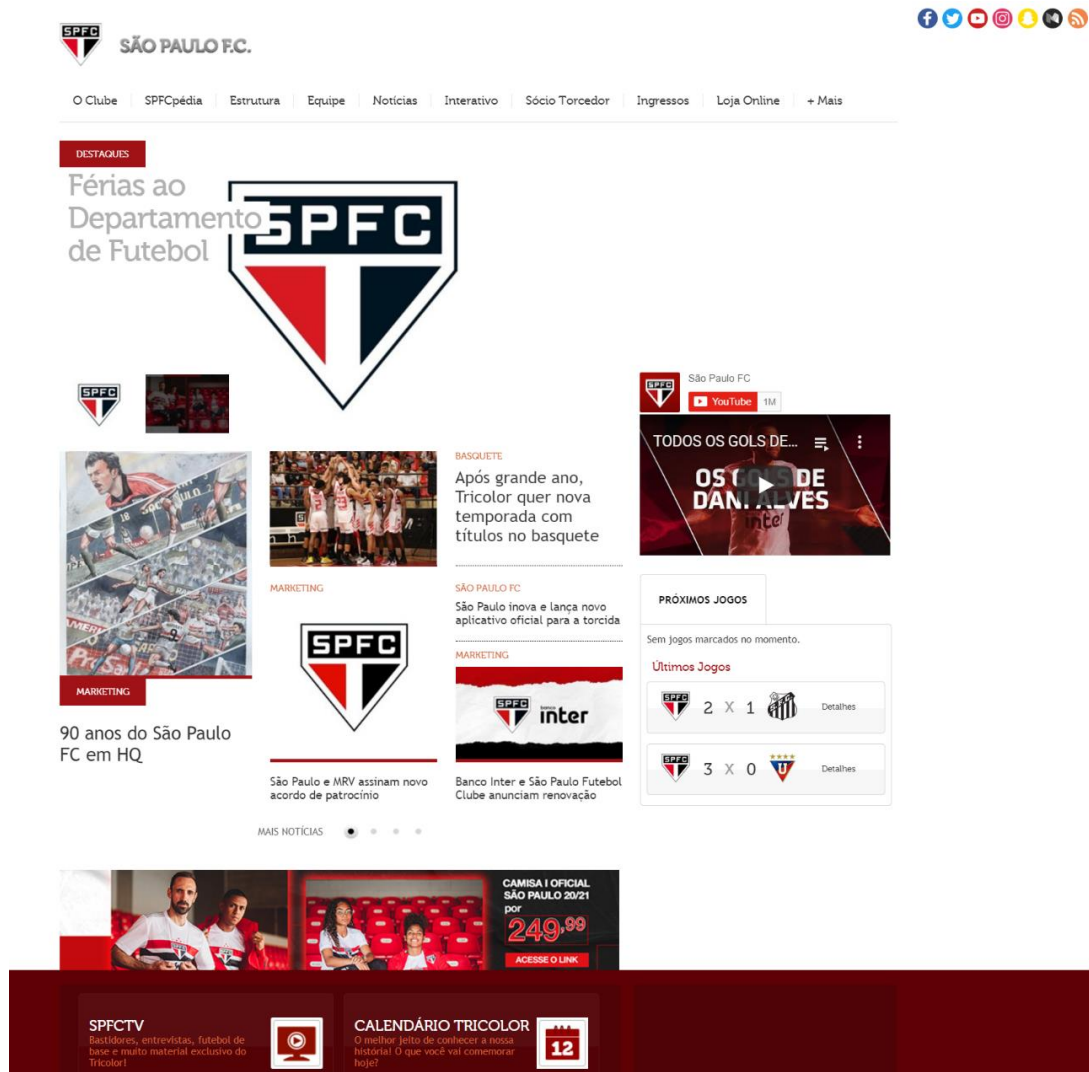 SPFC
SÃO PAULO F.C.
O Clube
SPFCpédia
Estrutura
Equipe
Notícias
Interativo
Sócio Torcedor
Ingressos
Loja Online
+ Mais
DESTAQUES
Férias ao
Departamento
de Futebol
SPFC
SPFC
São Paulo FC
SPFC
YouTube
1M
TODOS OS GOLS DE...
OS GOLS DE
DANI ALVES
inter
MARKETING
90 anos do São Paulo
FC em HQ
MARKETING
SPFC
São Paulo e MRV assinam novo
acordo de patrocínio
BASQUETE
Após grande ano,
Tricolor quer nova
temporada com
títulos no basquete
SÃO PAULO FC
São Paulo inova e lança novo
aplicativo oficial para a torcida
MARKETING
SPFC
banco
inter
Banco Inter e São Paulo Futebol
Clube anunciam renovação
MAIS NOTÍCIAS
PRÓXIMOS JOGOS
Sem jogos marcados no momento.
Últimos Jogos
SPFC 2 X 1 Detalhes
SPFC 3 X 0 U Detalhes
CAMISA I OFICIAL
SÃO PAULO 20/21
por
249,99
ACESSE O LINK
SPFCTV
Bastidores, entrevistas, futebol de
base e muito material exclusivo do
Tricolor!
CALENDÁRIO TRICOLOR
O melhor jeito de conhecer a nossa
história! O que você vai comemorar
hoje?
12